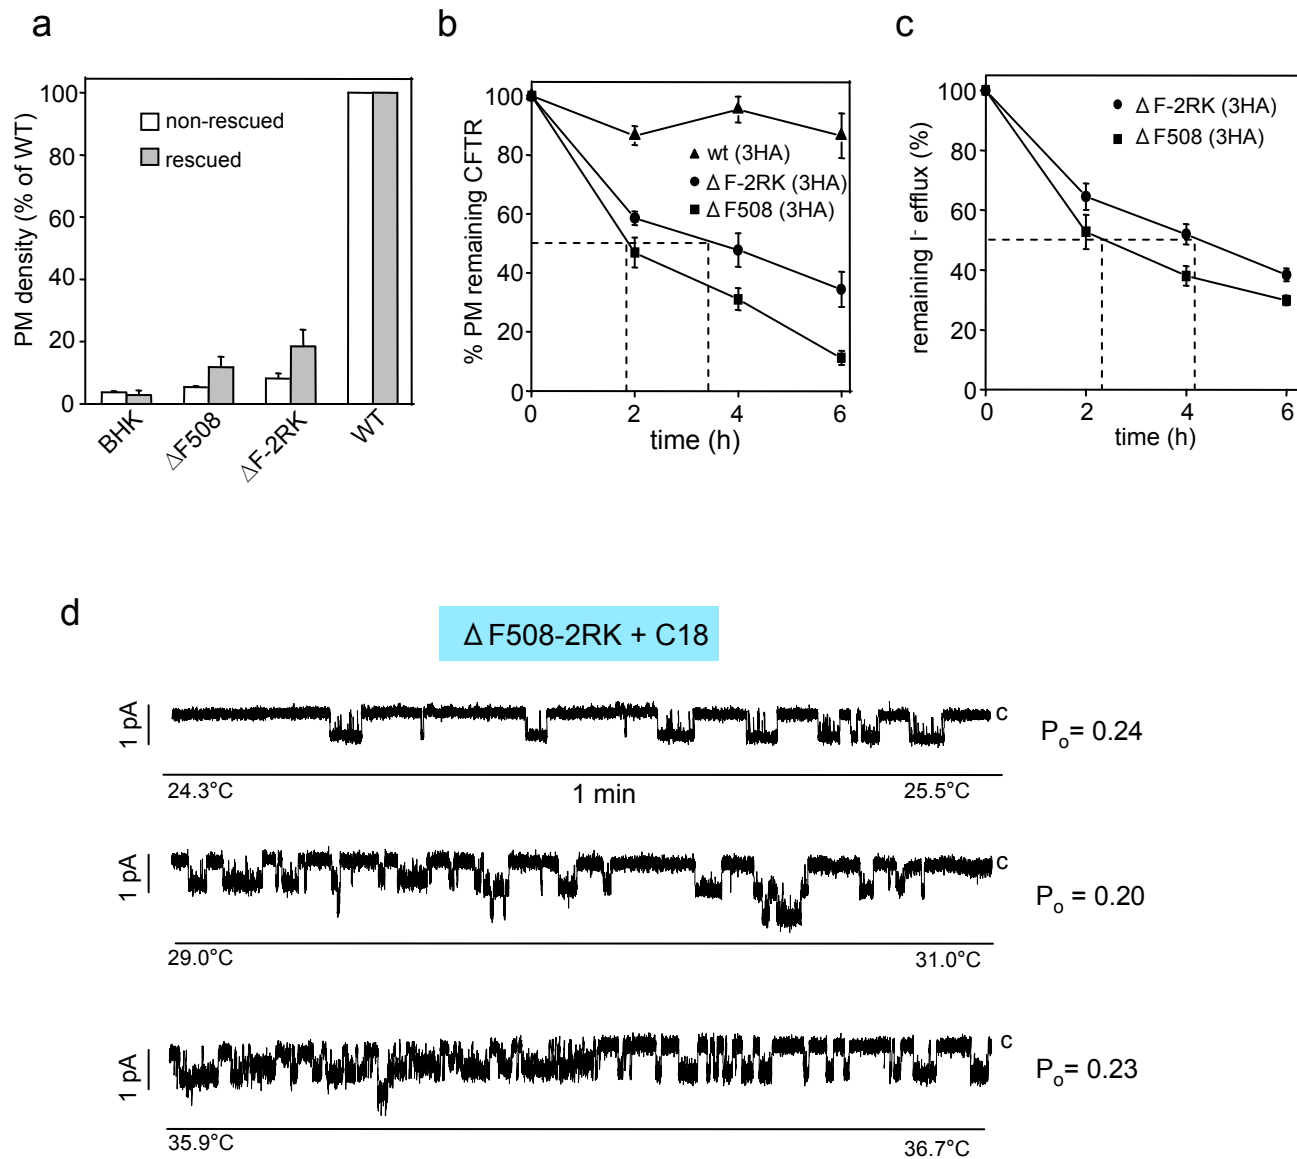 a
PM density (% of WT)
100
80
60
40
20
0
non-rescued
rescued
BHK
ΔF508
ΔF-2RK
WT
b
% PM remaining CFTR
100
80
60
40
20
0
wt (3HA)
Δ F-2RK (3HA)
Δ F508 (3HA)
0 2 4 6
time (h)
c
remaining I- efflux (%)
100
80
60
40
20
0
Δ F-2RK (3HA)
Δ F508 (3HA)
0 2 4 6
time (h)
d
Δ F508-2RK + C18
1 pA
c
Po= 0.24
24.3°C
1 min
25.5°C
1 pA
c
Po = 0.20
29.0°C
31.0°C
1 pA
c
Po= 0.23
35.9°C
36.7°C